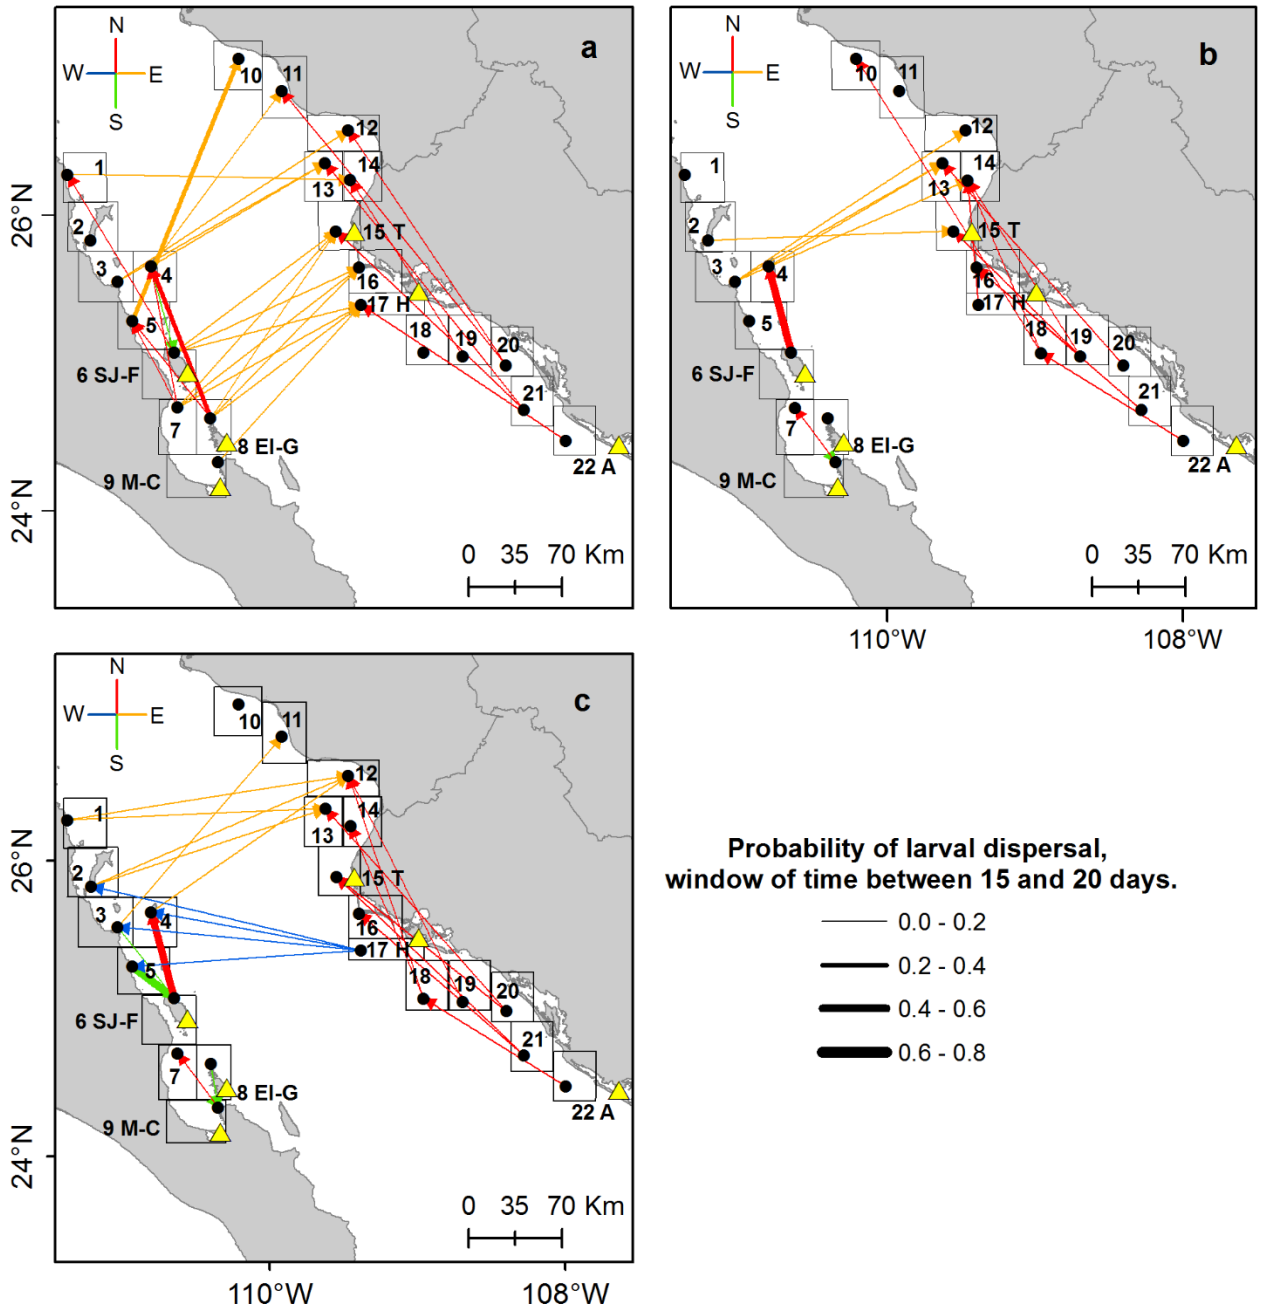 a
N
W E
S
10
11
12
1
14
13
2
15 T
3
4
16
17 H
5
18
19
20
6 SJ-F
21
7
8 EI-G
22 A
9 M-C
26°N
24°N
0 35 70 Km
b
N
W E
S
10
11
12
1
14
13
2
15 T
3
4
16
17 H
5
18
19
20
6 SJ-F
21
7
8 EI-G
22 A
9 M-C
0 35 70 Km
110°W 108°W
c
N
W E
S
10
11
12
1
14
13
2
15 T
3
4
16
17 H
5
18
19
20
6 SJ-F
21
7
8 EI-G
22 A
9 M-C
26°N
24°N
0 35 70 Km
110°W 108°W
Probability of larval dispersal,
window of time between 15 and 20 days.
0.0 - 0.2
0.2 - 0.4
0.4 - 0.6
0.6 - 0.8